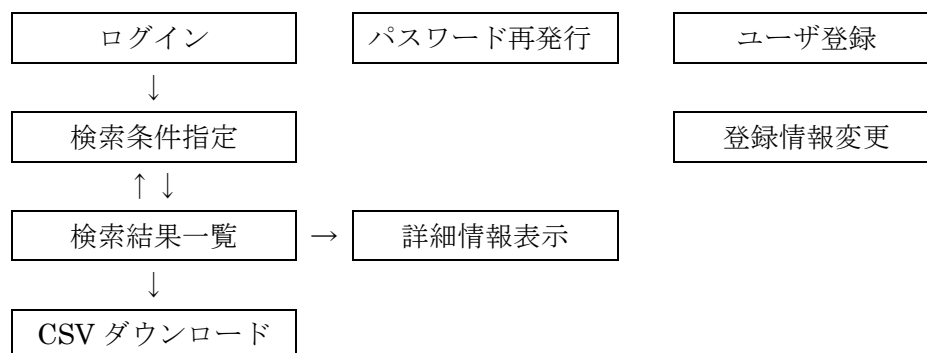 ログイン パスワード再発行 ユーザ登録
↓
検索条件指定 登録情報変更
↑ ↓
検索結果一覧 → 詳細情報表示
↓
CSV ダウンロード